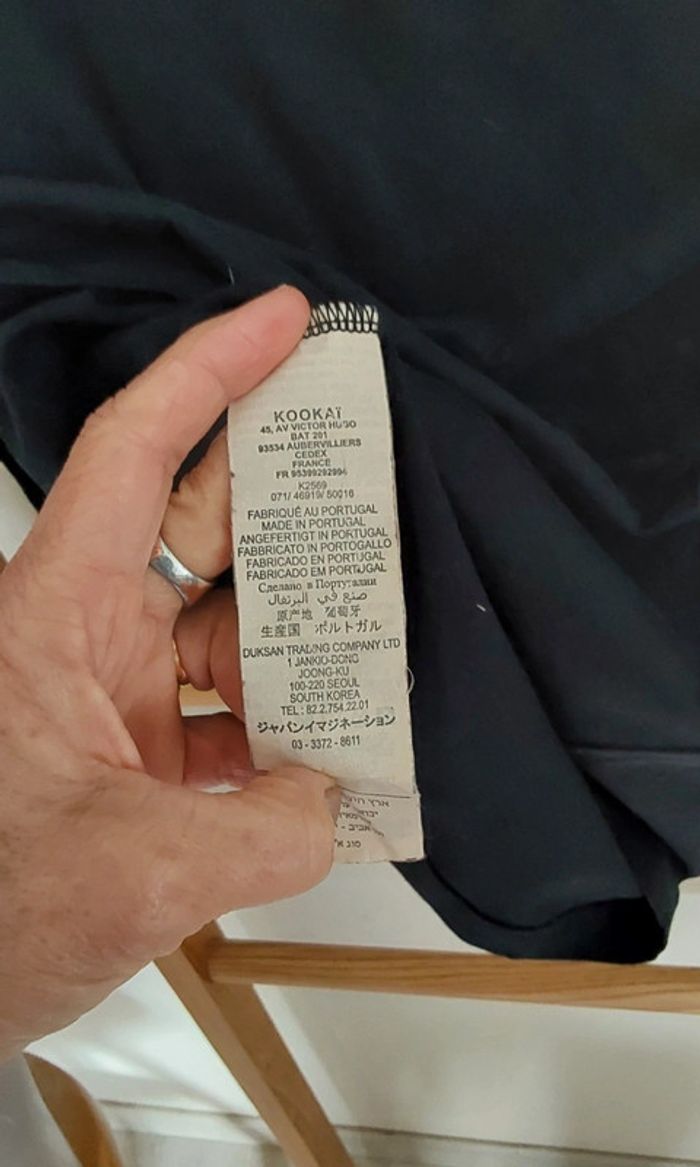 KOOKAÏ
45, AV VICTOR HUGO
BAT 201
93534 AUBERVILLIERS
CEDEX
FRANCE
FR 95399292994
K2569
071/ 46919/ 50016
FABRIQUÉ AU PORTUGAL
MADE IN PORTUGAL
ANGEFERTIGT IN PORTUGAL
FABBRICATO IN PORTOGALLO
FABRICADO EN PORTUGAL
FABRICADO EM PORTUGAL
Сделано в Португалии
صنع في البرتغال
原产地 葡萄牙
生産国 ポルトガル
DUKSAN TRADING COMPANY LTD
1 JANKIO-DONG
JOONG-KU
100-220 SEOUL
SOUTH KOREA
TEL : 82.2.754.22.01
ジャパンイマジネーション
03 - 3372 - 8611
ארץ